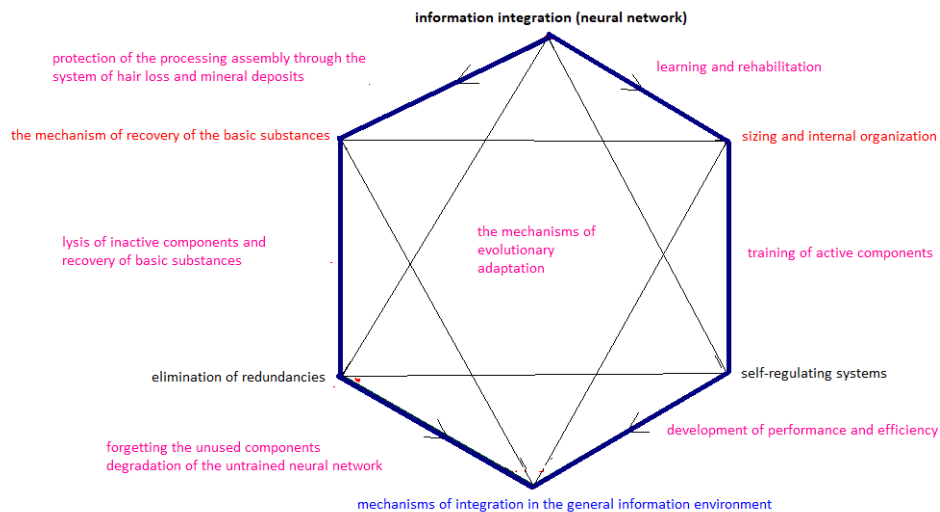 information integration (neural network)
protection of the processing assembly through the
system of hair loss and mineral deposits
learning and rehabilitation
the mechanism of recovery of the basic substances
sizing and internal organization
lysis of inactive components and
recovery of basic substances
the mechanisms of
evolutionary
adaptation
training of active components
elimination of redundancies
self-regulating systems
forgetting the unused components
degradation of the untrained neural network
development of performance and efficiency
mechanisms of integration in the general information environment